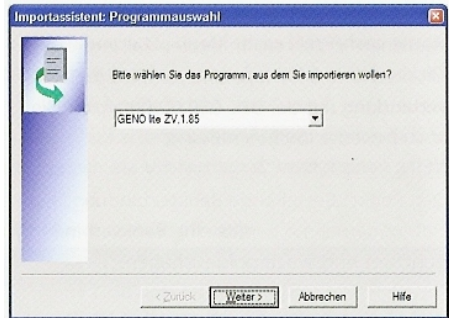 Importassistent: Programmauswahl
Bitte wählen Sie das Programm, aus dem Sie importieren wollen?
GENO lite ZV,1.85
< Zurück
Weiter >
Abbrechen
Hilfe